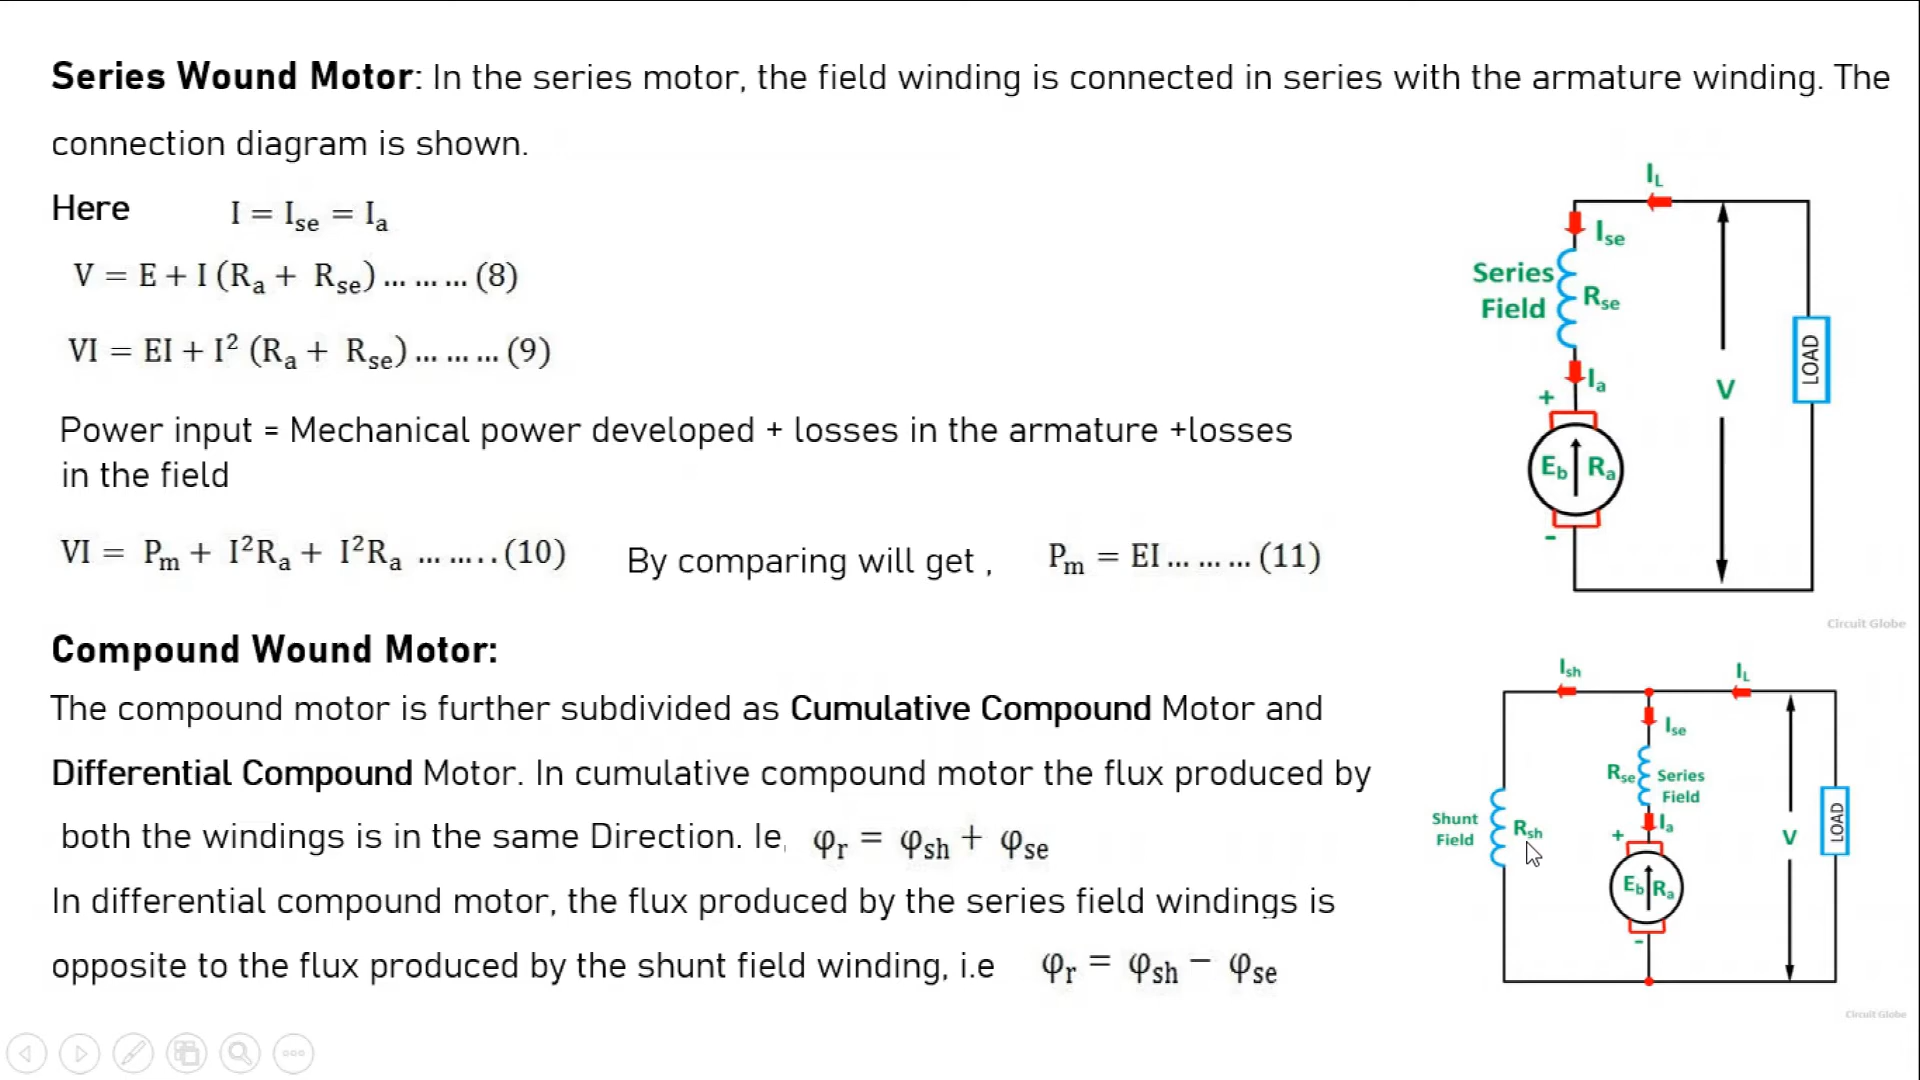 Series Wound Motor: In the series motor, the field winding is connected in series with the armature winding. The
connection diagram is shown.
Here I = Ise = Ia
V = E + I (Ra + Rse) ... ... ... (8)
VI = EI + I² (Ra + Rse) ... ... ... (9)
Power input = Mechanical power developed + losses in the armature +losses
in the field
VI = Pm + I²Ra + I²Ra ... ... . . (10) By comparing will get , Pm = EI ... ... ... (11)
IL
Ise
Series
Field
Rse
Ia
+
Eb Ra
-
V
LOAD
Circuit Globe
Compound Wound Motor:
The compound motor is further subdivided as Cumulative Compound Motor and
Differential Compound Motor. In cumulative compound motor the flux produced by
both the windings is in the same Direction. Ie, φr = φsh + φse
In differential compound motor, the flux produced by the series field windings is
opposite to the flux produced by the shunt field winding, i.e φr = φsh − φse
Ish
IL
Ise
Rse Series
Field
Shunt
Field
Rsh
Ia
+
Eb Ra
-
V
LOAD
Circuit Globe